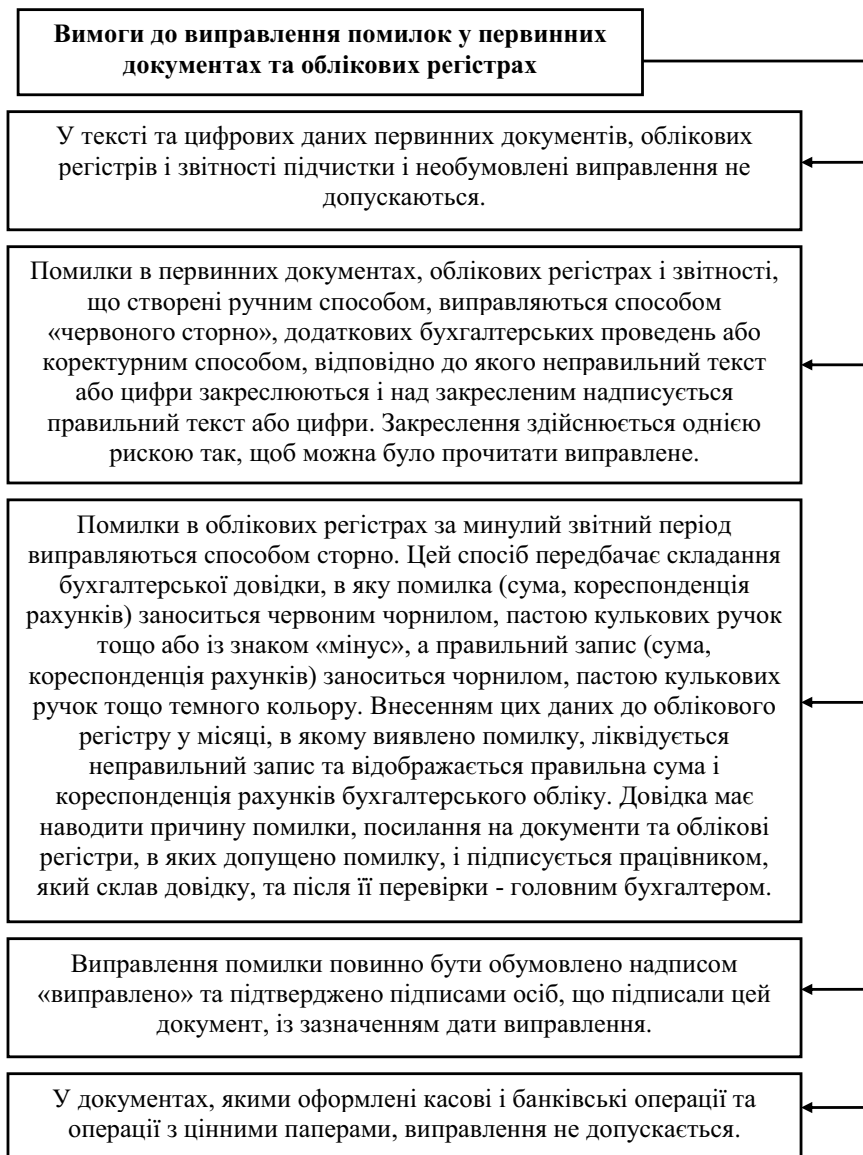 Вимоги до виправлення помилок у первинних
документах та облікових регістрах
У тексті та цифрових даних первинних документів, облікових
регістрів і звітності підчистки і необумовлені виправлення не
допускаються.
Помилки в первинних документах, облікових регістрах і звітності,
що створені ручним способом, виправляються способом
«червоного сторно», додаткових бухгалтерських проведень або
коректурним способом, відповідно до якого неправильний текст
або цифри закреслюються і над закресленим надписується
правильний текст або цифри. Закреслення здійснюється однією
рискою так, щоб можна було прочитати виправлене.
Помилки в облікових регістрах за минулий звітний період
виправляються способом сторно. Цей спосіб передбачає складання
бухгалтерської довідки, в яку помилка (сума, кореспонденція
рахунків) заноситься червоним чорнилом, пастою кулькових ручок
тощо або із знаком «мінус», а правильний запис (сума,
кореспонденція рахунків) заноситься чорнилом, пастою кулькових
ручок тощо темного кольору. Внесенням цих даних до облікового
регістру у місяці, в якому виявлено помилку, ліквідується
неправильний запис та відображається правильна сума і
кореспонденція рахунків бухгалтерського обліку. Довідка має
наводити причину помилки, посилання на документи та облікові
регістри, в яких допущено помилку, і підписується працівником,
який склав довідку, та після її перевірки - головним бухгалтером.
Виправлення помилки повинно бути обумовлено надписом
«виправлено» та підтверджено підписами осіб, що підписали цей
документ, із зазначенням дати виправлення.
У документах, якими оформлені касові і банківські операції та
операції з цінними паперами, виправлення не допускається.